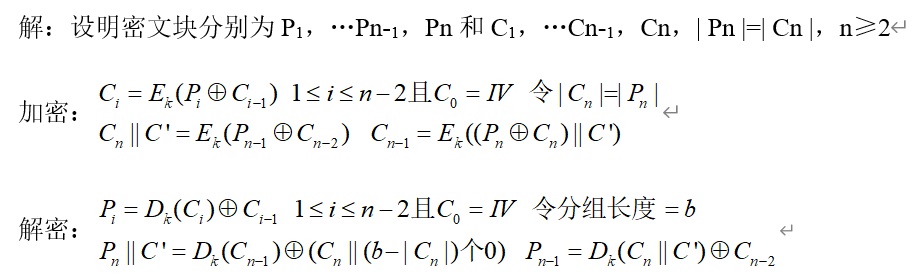 解：设明密文块分别为 P₁，…Pn-1，Pn 和 C₁，…Cn-1，Cn，| Pn |=| Cn |，n≥2↵
加密：Cᵢ = Eₖ(Pᵢ ⊕ Cᵢ₋₁) 1 ≤ i ≤ n − 2且C₀ = IV 令 | Cₙ |=| Pₙ |
Cₙ || C' = Eₖ(Pₙ₋₁ ⊕ Cₙ₋₂) Cₙ₋₁ = Eₖ((Pₙ ⊕ Cₙ) || C') ↵
解密：Pᵢ = Dₖ(Cᵢ) ⊕ Cᵢ₋₁ 1 ≤ i ≤ n − 2且C₀ = IV 令分组长度 = b
Pₙ || C' = Dₖ(Cₙ₋₁) ⊕ (Cₙ || (b− | Cₙ |)个0) Pₙ₋₁ = Dₖ(Cₙ || C') ⊕ Cₙ₋₂ ↵